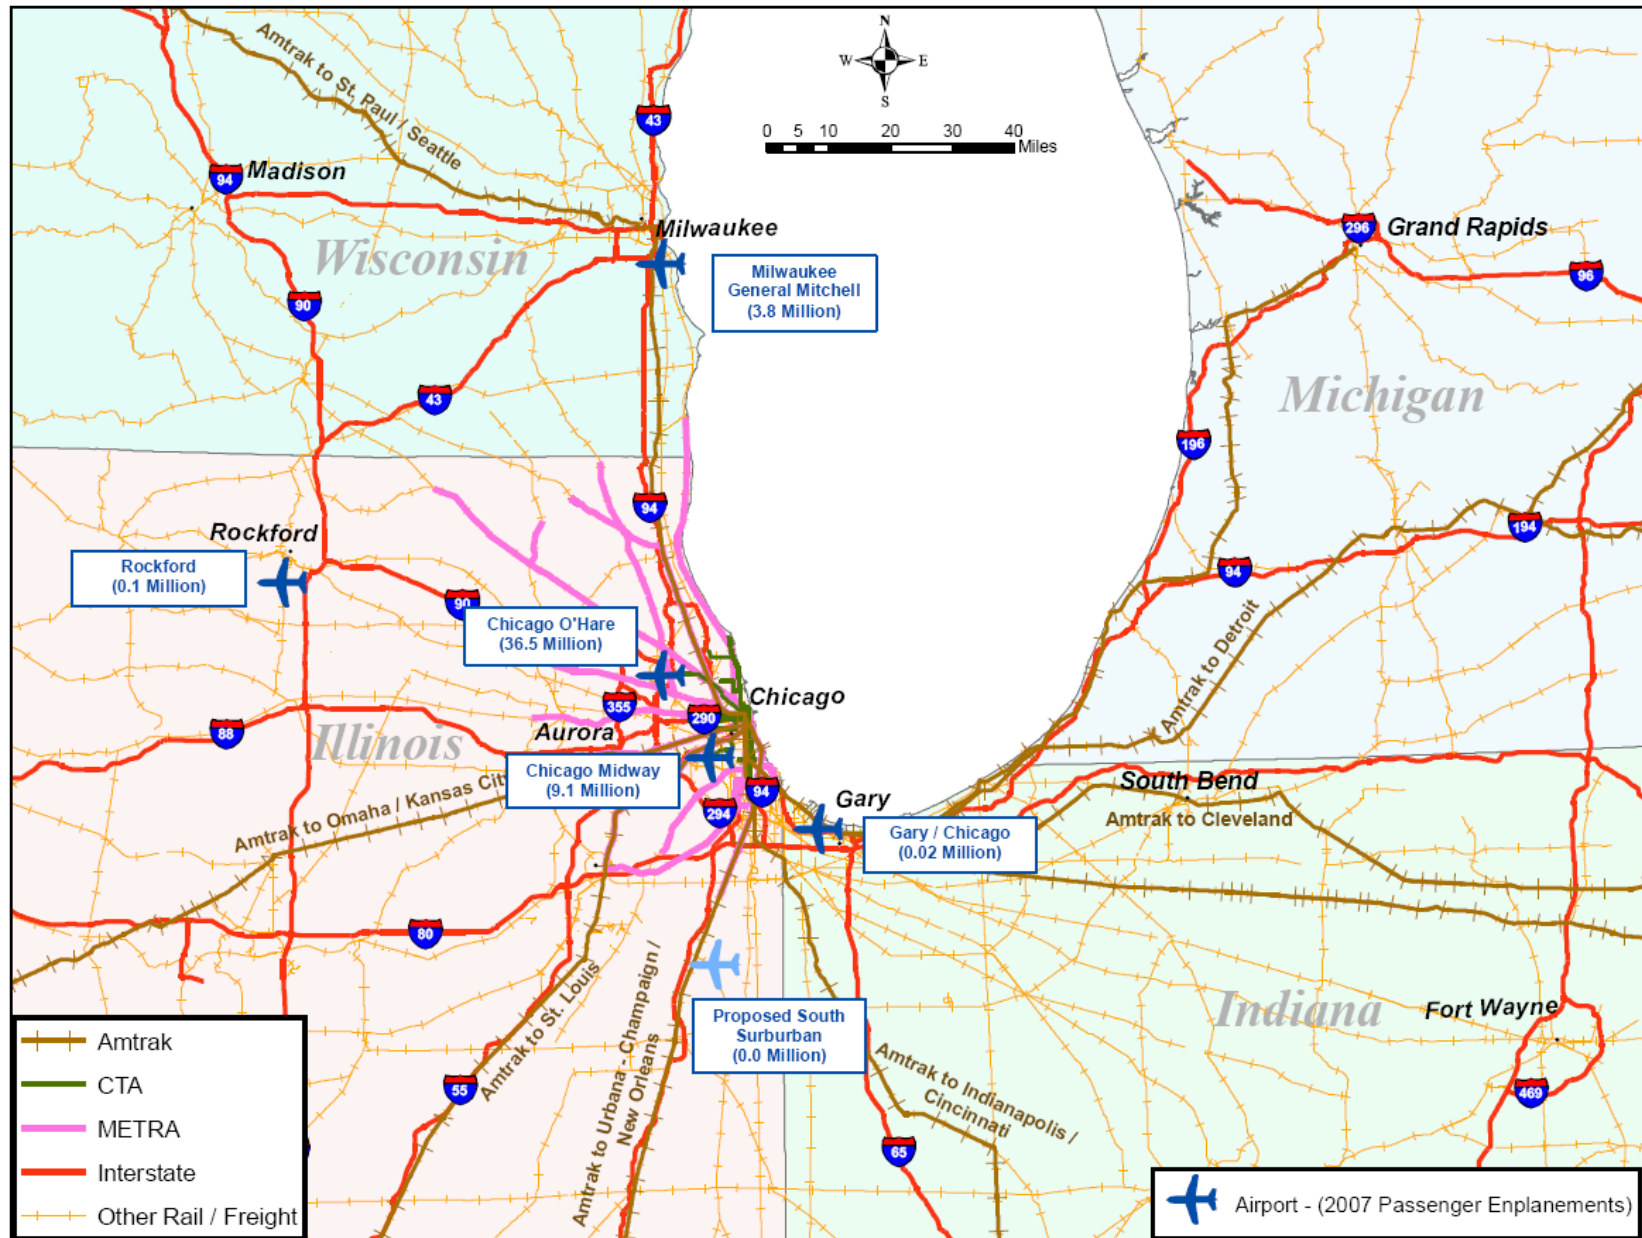 Amtrak to St. Paul / Seattle
N
W
E
S
0 5 10 20 30 40
Miles
43
94
Madison
Milwaukee
Wisconsin
Milwaukee
General Mitchell
(3.8 Million)
296
Grand Rapids
96
90
43
Michigan
196
94
Rockford
194
Rockford
(0.1 Million)
90
94
Chicago O'Hare
(36.5 Million)
Amtrak to Detroit
Chicago
355
290
88
Illinois
Aurora
Chicago Midway
(9.1 Million)
94
294
Gary
South Bend
Amtrak to Cleveland
Amtrak to Omaha / Kansas City
Gary / Chicago
(0.02 Million)
80
Amtrak to St. Louis
Amtrak to Urbana - Champaign /
New Orleans
Proposed South
Surburban
(0.0 Million)
Indiana
Fort Wayne
Amtrak to Indianapolis /
Cincinnati
55
65
469
Amtrak
CTA
METRA
Interstate
Other Rail / Freight
Airport - (2007 Passenger Enplanements)